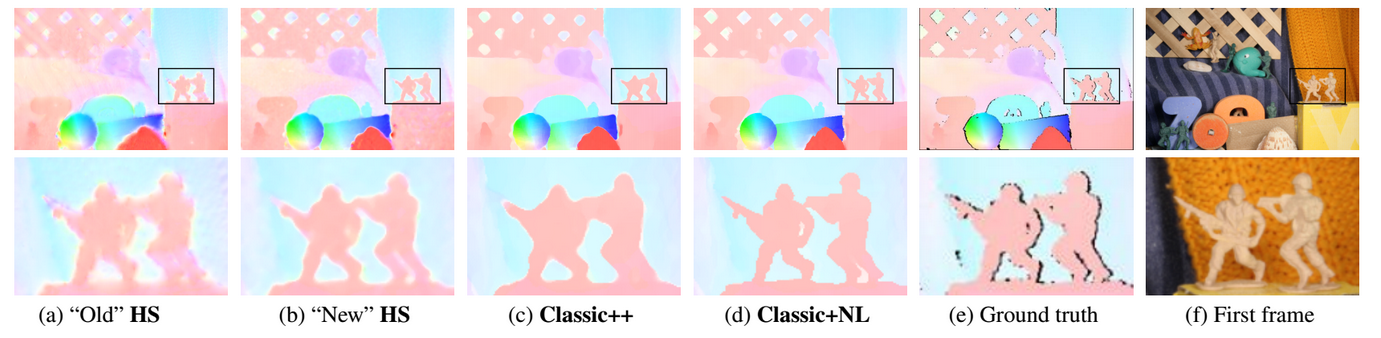 (a) “Old” HS
(b) “New” HS
(c) Classic++
(d) Classic+NL
(e) Ground truth
(f) First frame